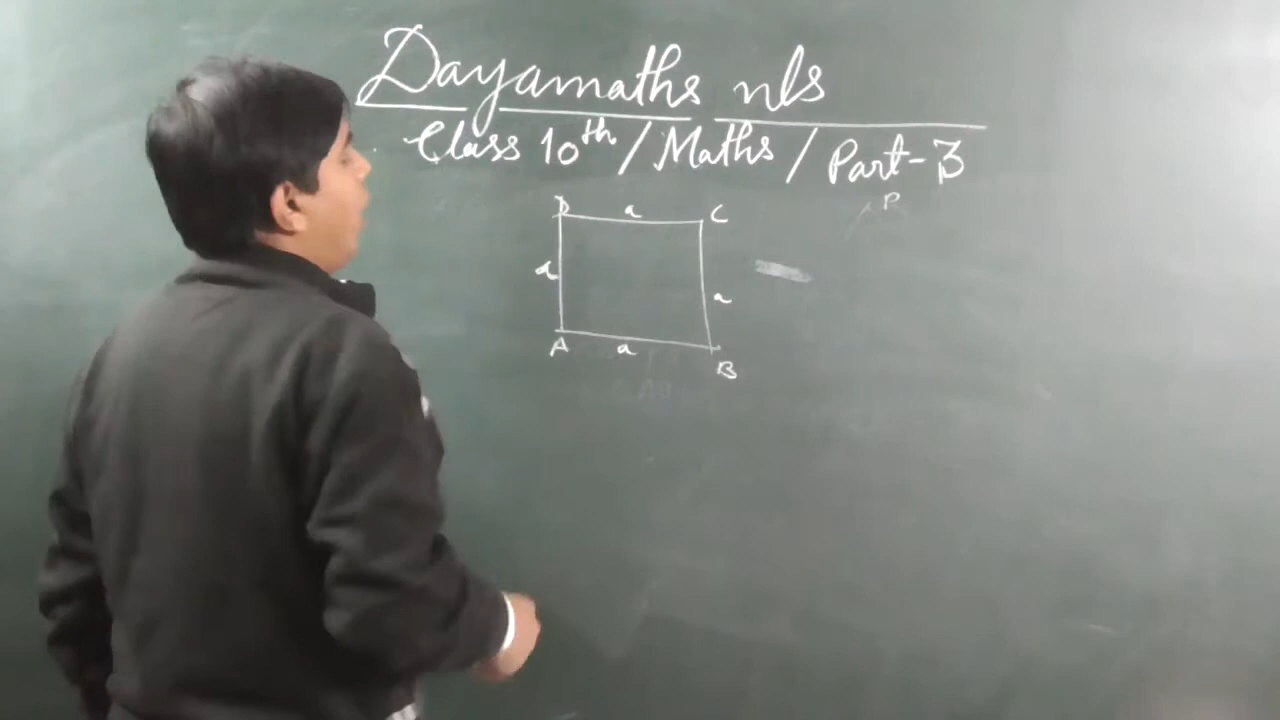 Dayamaths nls
Class 10th / Maths / Part-3
P
D a C
a
a
A a B